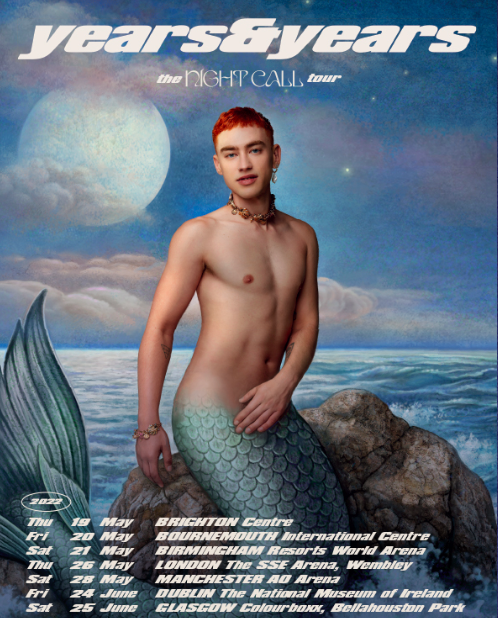 years&years
the NIGHT CALL tour
2022
Thu 19 May BRIGHTON Centre
Fri 20 May BOURNEMOUTH International Centre
Sat 21 May BIRMINGHAM Resorts World Arena
Thu 26 May LONDON The SSE Arena, Wembley
Sat 28 May MANCHESTER AO Arena
Fri 24 June DUBLIN The National Museum of Ireland
Sat 25 June GLASGOW Colourboxx, Bellahouston Park